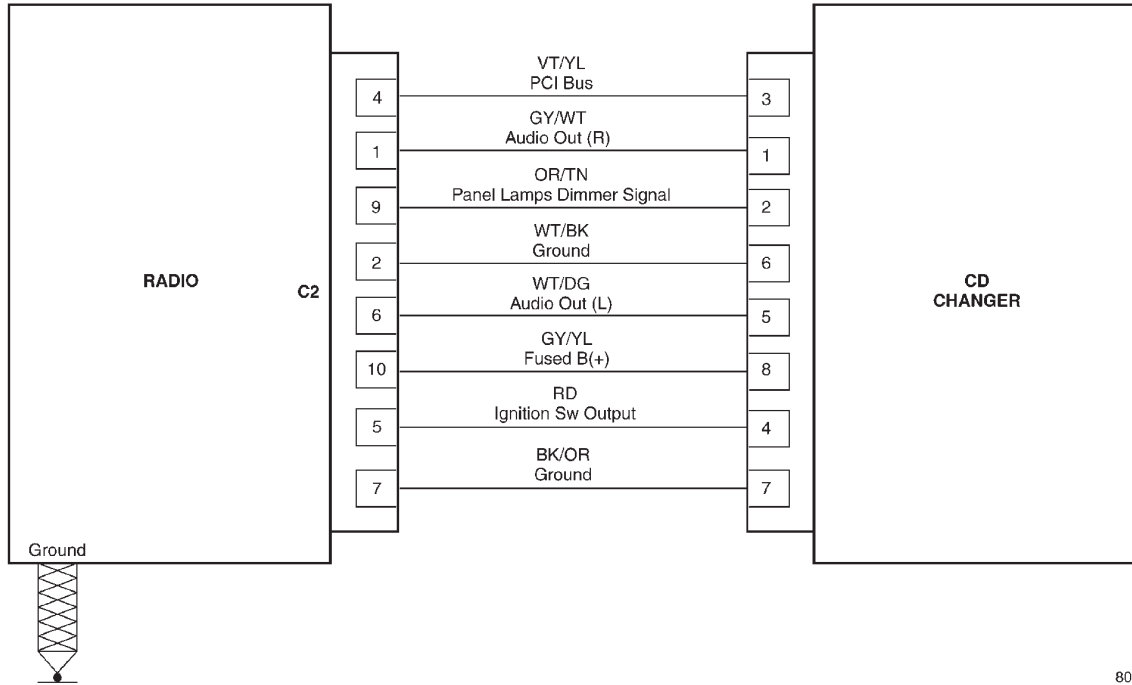 VT/YL
PCI Bus
4
3
GY/WT
Audio Out (R)
1
1
OR/TN
Panel Lamps Dimmer Signal
9
2
WT/BK
Ground
2
6
RADIO
C2
CD
CHANGER
WT/DG
Audio Out (L)
6
5
GY/YL
Fused B(+)
10
8
RD
Ignition Sw Output
5
4
BK/OR
Ground
7
7
Ground
80